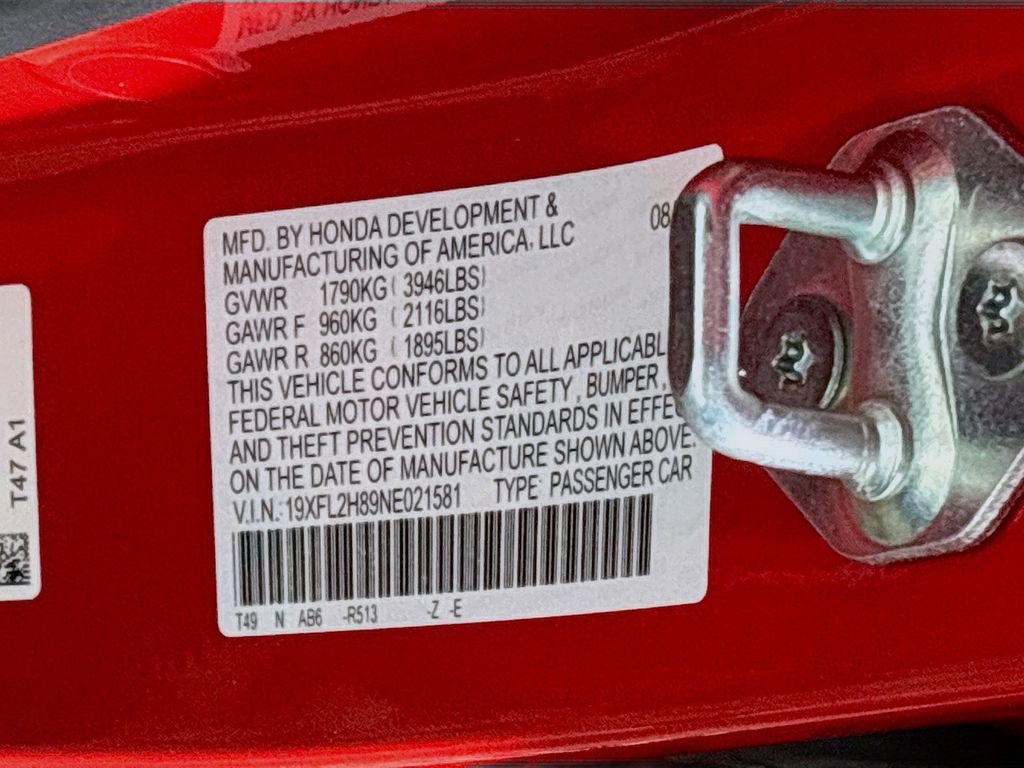 MFD. BY HONDA DEVELOPMENT &
MANUFACTURING OF AMERICA, LLC 08
GVWR 1790KG ( 3946LBS)
GAWR F 960KG ( 2116LBS)
GAWR R 860KG ( 1895LBS)
THIS VEHICLE CONFORMS TO ALL APPLICABL
FEDERAL MOTOR VEHICLE SAFETY, BUMPER,
AND THEFT PREVENTION STANDARDS IN EFFEC
ON THE DATE OF MANUFACTURE SHOWN ABOVE.
V.I.N.: 19XFL2H89NE021581 TYPE: PASSENGER CAR
T49 N AB6 -R513 -Z -E
T47 A1